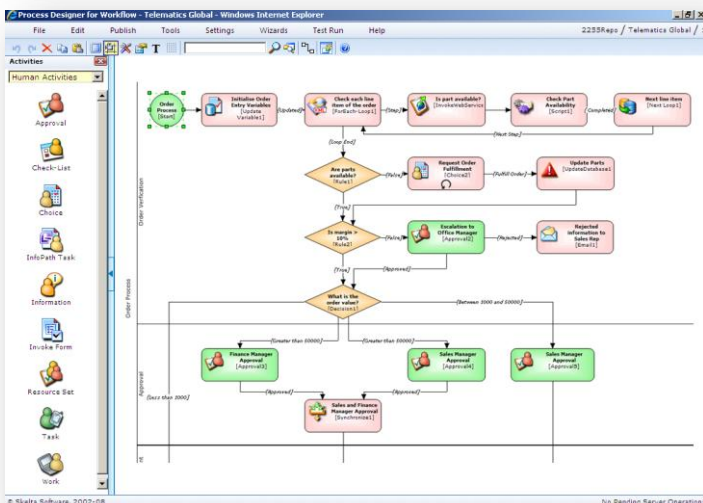 Process Designer for Workflow - Telematics Global - Windows Internet Explorer
File Edit Publish Tools Settings Wizards Test Run Help
2255Repo / Telematica Global /
Activities
Human Activities
Approval
Check-List
Choice
InfoPath Task
Information
Invoke Form
Resource Set
Task
Work
Order Process
Order Verification
Approval
Order
Process
[Start]
Initialise Order
Entry Variables
[Update
Variable1]
[Updated]
Check each line
item of the order
[ForEach-Loop1]
[Step]
Is part available?
[InvokeWebService
Check Part
Availability
[Script1]
Completed
Next line item
[Next Loop1]
[Next Step]
[Loop End]
Are parts
available?
[Rule1]
[False]
Request Order
Fulfillment
[Choice2]
[Fulfill Order]
Update Parts
[UpdateDatabase1
[True]
Is margin >
10%
[Rule2]
[False]
Escalation to
Office Manager
[Approval2]
[Rejected]
Rejected
Information to
Sales Rep
[Email1]
[True]
[Approved]
What is the
order value?
[Decision1]
[Between 5000 and 50000]
[Greater than 50000]
[Greater than 50000]
Finance Manager
Approval
[Approval3]
Sales Manager
Approval
[Approval4]
Sales Manager
Approval
[Approval5]
[Less than 5000]
[Approved]
[Approved]
Sales and Finance
Manager Approval
[Synchronize1]
nt
© Skelta Software, 2002-08
No Pending Server Operation